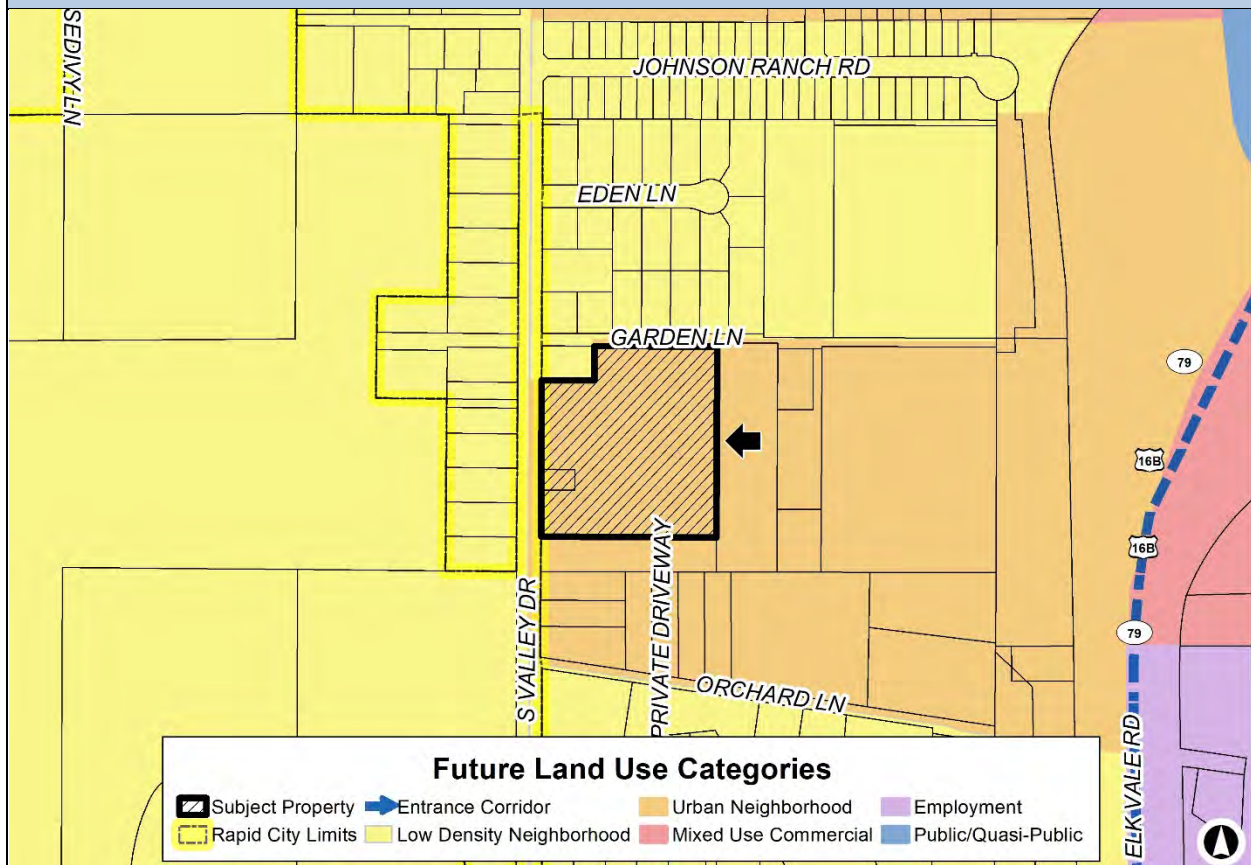 SEDIVY LN
JOHNSON RANCH RD
EDEN LN
GARDEN LN
79
16B
16B
79
S VALLEY DR
PRIVATE DRIVEWAY
ORCHARD LN
ELK VALE RD
Future Land Use Categories
Subject Property Entrance Corridor Urban Neighborhood Employment
Rapid City Limits Low Density Neighborhood Mixed Use Commercial Public/Quasi-Public